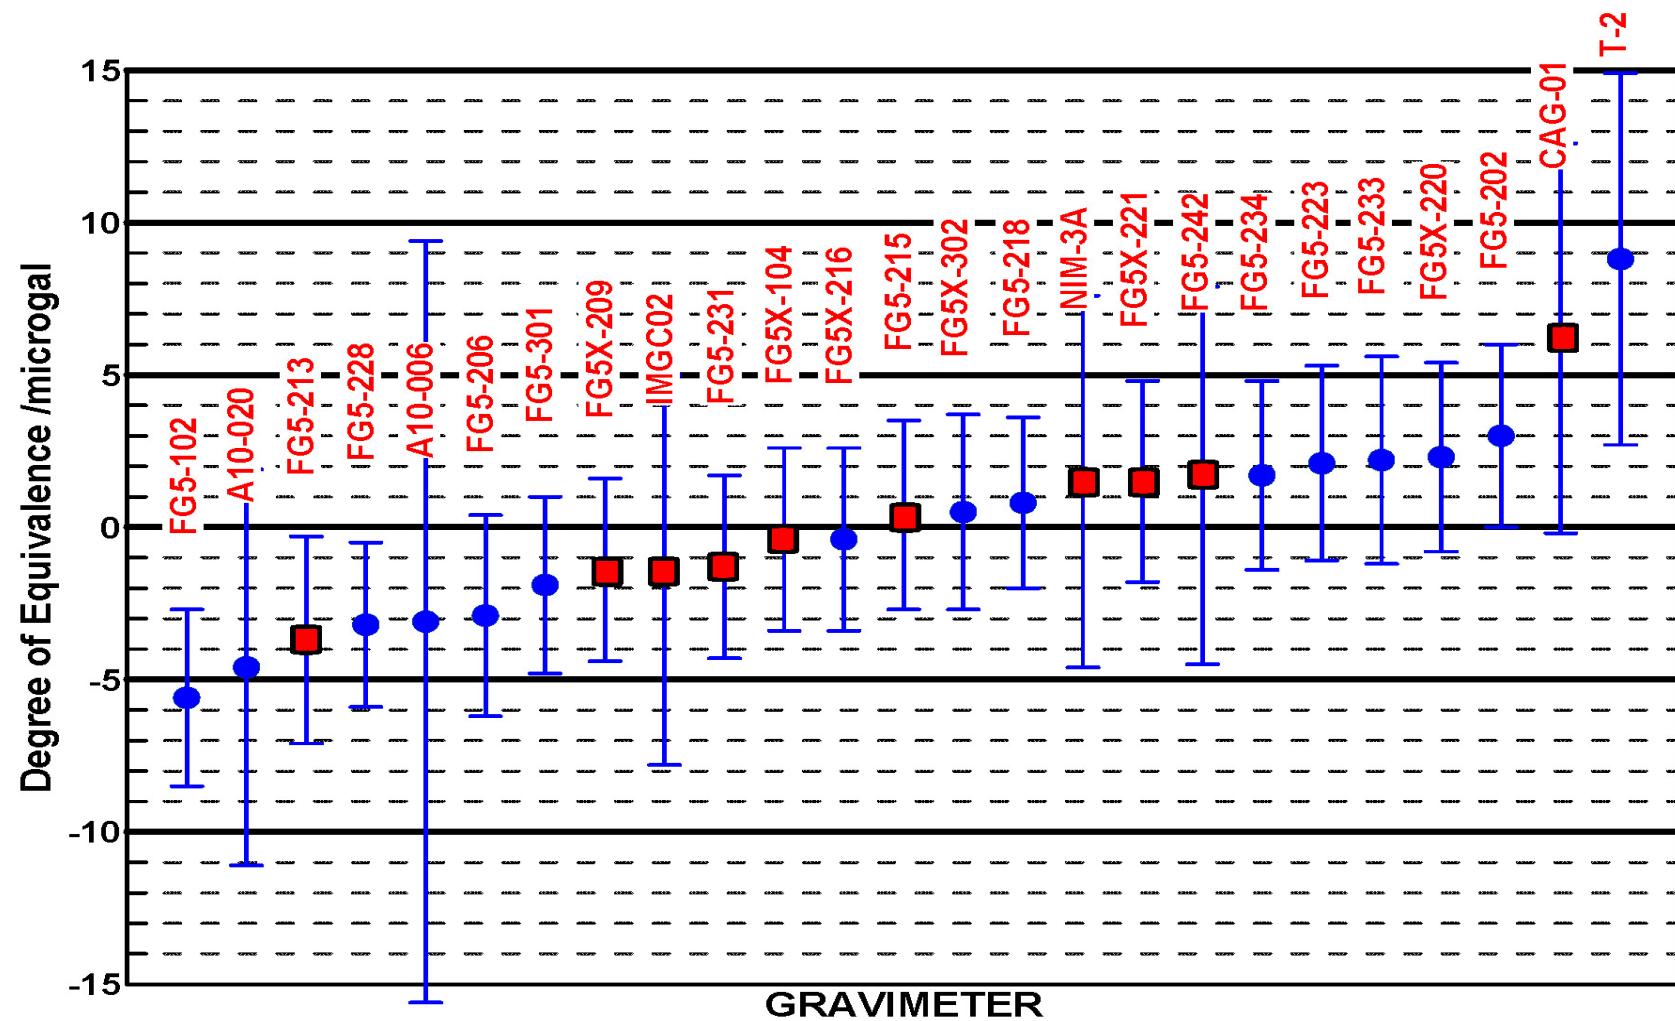 T-2
15
CAG-01
10
FG5-102
A10-020
FG5-213
FG5-228
A10-006
FG5-206
FG5-301
FG5X-209
IMGC02
FG5-231
FG5X-104
FG5X-216
FG5-215
FG5X-302
FG5-218
NIM-3A
FG5X-221
FG5-242
FG5-234
FG5-223
FG5-233
FG5X-220
FG5-202
5
0
-5
-10
-15
Degree of Equivalence /microgal
GRAVIMETER